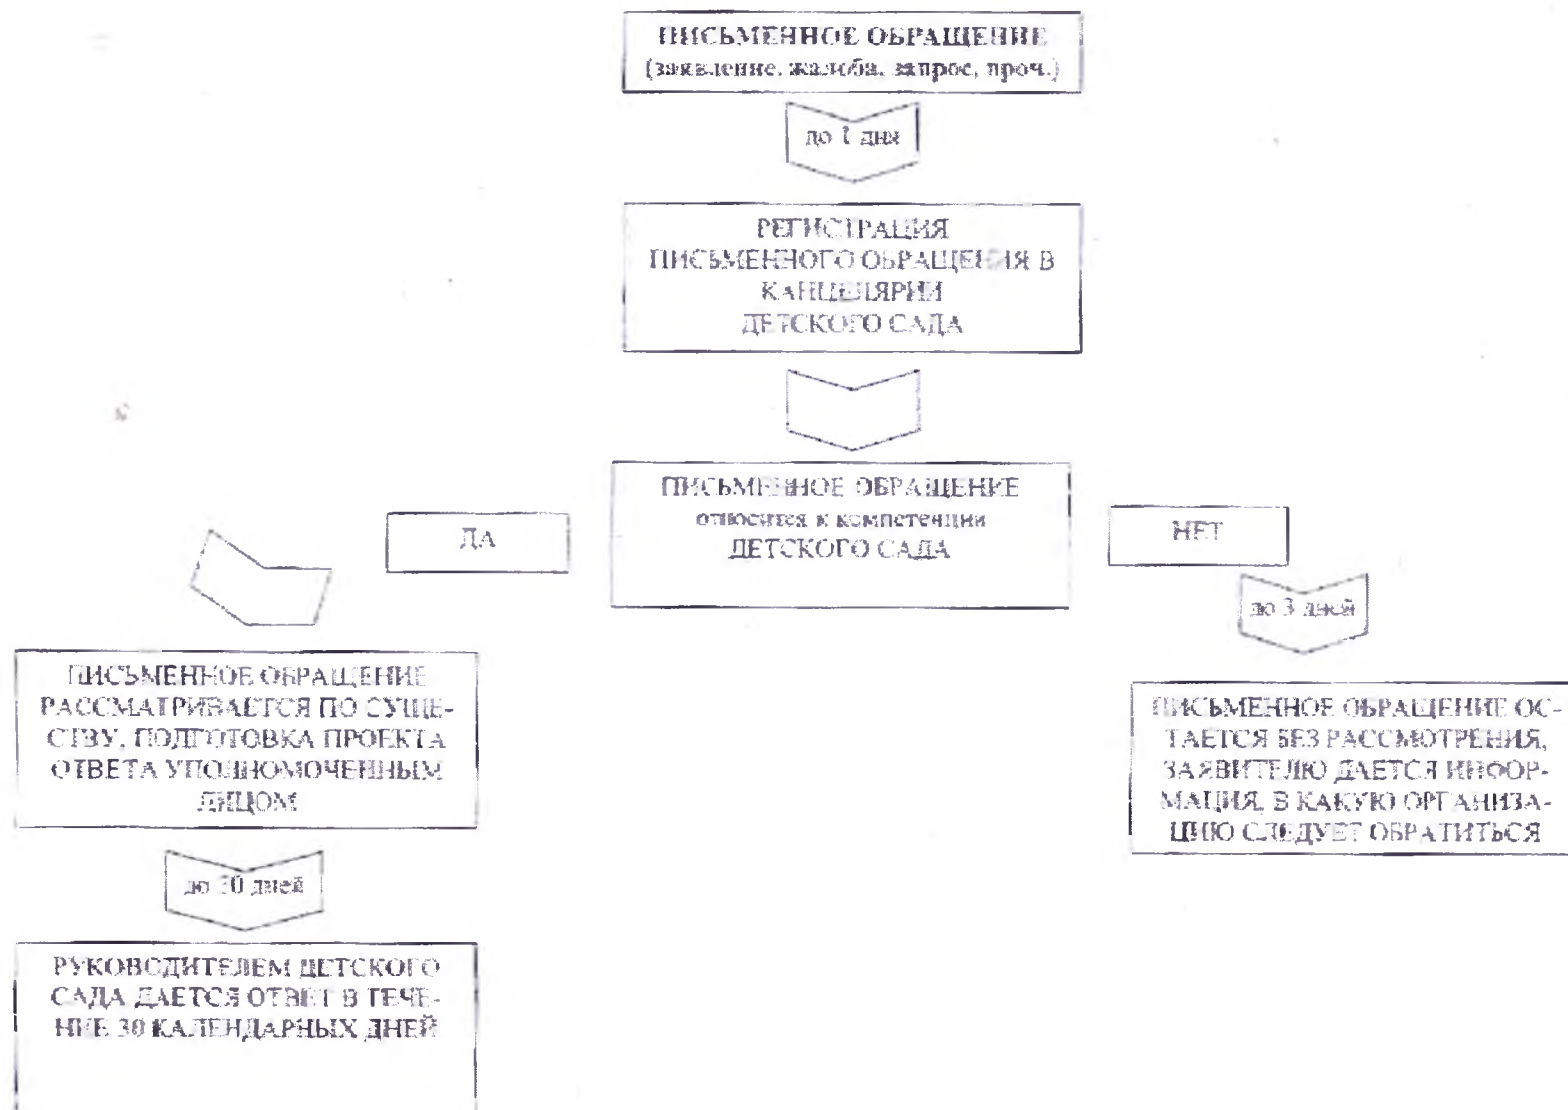 ПИСЬМЕННОЕ ОБРАЩЕНИЕ
(заявление, жалоба, запрос, проч.)
до 1 дня
РЕГИСТРАЦИЯ
ПИСЬМЕННОГО ОБРАЩЕНИЯ В
КАНЦЕЛЯРИИ
ДЕТСКОГО САДА
ПИСЬМЕННОЕ ОБРАЩЕНИЕ
относится к компетенции
ДЕТСКОГО САДА
ДА
НЕТ
до 3 дней
ПИСЬМЕННОЕ ОБРАЩЕНИЕ
РАССМАТРИВАЕТСЯ ПО СУЩЕ-
СТВУ, ПОДГОТОВКА ПРОЕКТА
ОТВЕТА УПОЛНОМОЧЕННЫМ
ЛИЦОМ
ПИСЬМЕННОЕ ОБРАЩЕНИЕ ОС-
ТАЕТСЯ БЕЗ РАССМОТРЕНИЯ,
ЗАЯВИТЕЛЮ ДАЕТСЯ ИНФОР-
МАЦИЯ, В КАКУЮ ОРГАНИЗА-
ЦИЮ СЛЕДУЕТ ОБРАТИТЬСЯ
до 30 дней
РУКОВОДИТЕЛЕМ ДЕТСКОГО
САДА ДАЕТСЯ ОТВЕТ В ТЕЧЕ-
НИЕ 30 КАЛЕНДАРНЫХ ДНЕЙ